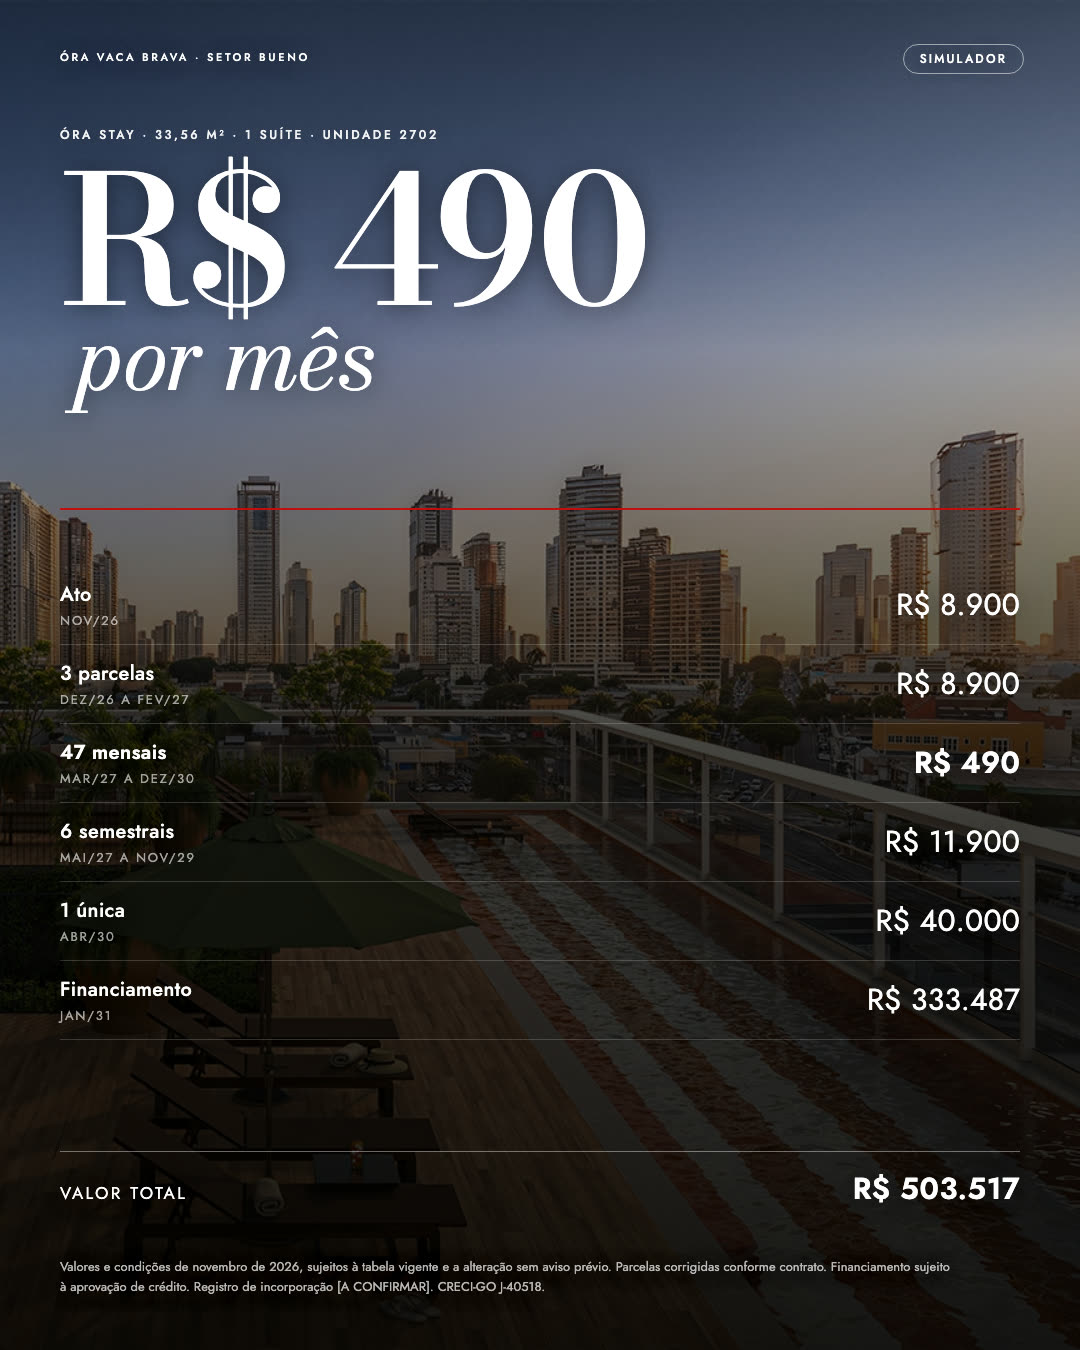 ÓRA VACA BRAVA · SETOR BUENO
SIMULADOR
ÓRA STAY · 33,56 M² · 1 SUÍTE · UNIDADE 2702
R$ 490
por mês
Ato
NOV/26
R$ 8.900
3 parcelas
DEZ/26 A FEV/27
R$ 8.900
47 mensais
MAR/27 A DEZ/30
R$ 490
6 semestrais
MAI/27 A NOV/29
R$ 11.900
1 única
ABR/30
R$ 40.000
Financiamento
JAN/31
R$ 333.487
VALOR TOTAL
R$ 503.517
Valores e condições de novembro de 2026, sujeitos à tabela vigente e a alteração sem aviso prévio. Parcelas corrigidas conforme contrato. Financiamento sujeito
à aprovação de crédito. Registro de incorporação [A CONFIRMAR]. CRECI-GO J-40518.